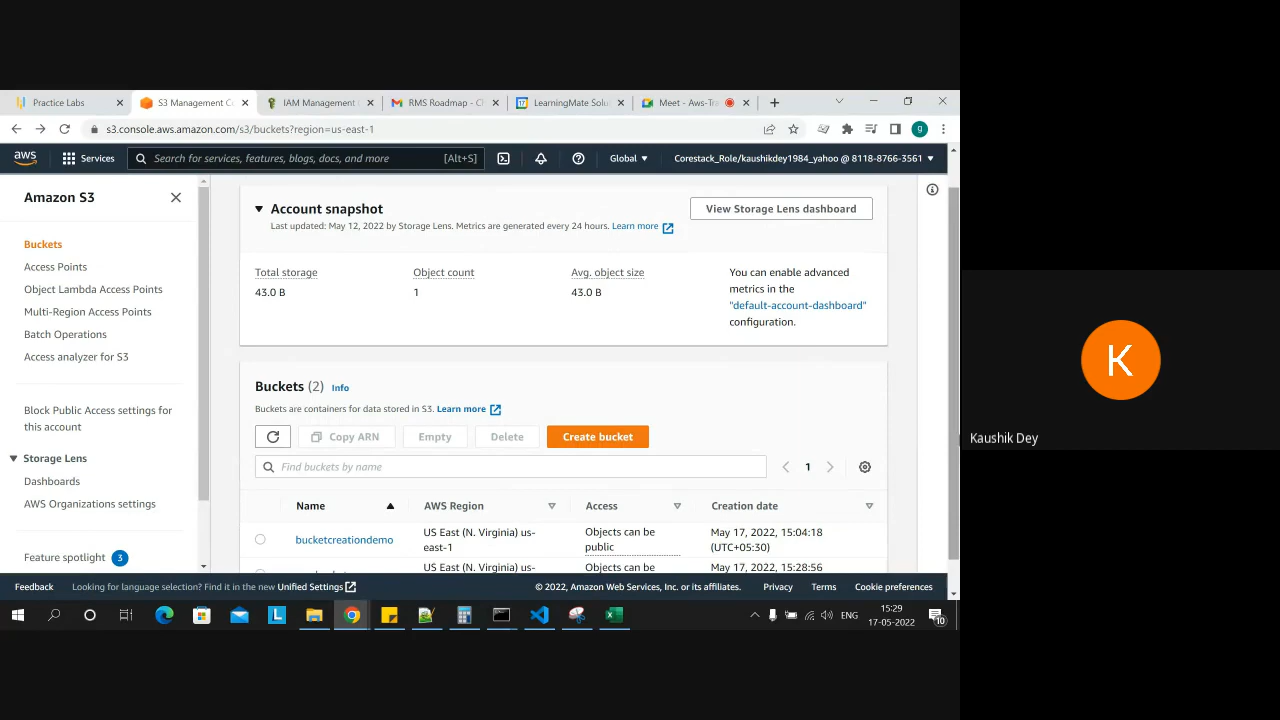 Practice Labs
S3 Management C
IAM Management
RMS Roadmap - C
LearningMate Solu
Meet - Aws-Tra
s3.console.aws.amazon.com/s3/buckets?region=us-east-1
g
aws
Services
Search for services, features, blogs, docs, and more
[Alt+S]
Global
Corestack_Role/kaushikdey1984_yahoo @ 8118-8766-3561
Amazon S3
Buckets
Access Points
Object Lambda Access Points
Multi-Region Access Points
Batch Operations
Access analyzer for S3
Block Public Access settings for
this account
Storage Lens
Dashboards
AWS Organizations settings
Feature spotlight 3
Account snapshot
View Storage Lens dashboard
Last updated: May 12, 2022 by Storage Lens. Metrics are generated every 24 hours. Learn more
Total storage
43.0 B
Object count
1
Avg. object size
43.0 B
You can enable advanced
metrics in the
"default-account-dashboard"
configuration.
Buckets (2) Info
Buckets are containers for data stored in S3. Learn more
Copy ARN
Empty
Delete
Create bucket
Find buckets by name
1
Name
AWS Region
Access
Creation date
bucketcreationdemo
US East (N. Virginia) us-
east-1
Objects can be
public
May 17, 2022, 15:04:18
(UTC+05:30)
US East (N. Virginia) us-
Objects can be
May 17, 2022, 15:28:56
Feedback
Looking for language selection? Find it in the new Unified Settings
© 2022, Amazon Web Services, Inc. or its affiliates.
Privacy
Terms
Cookie preferences
L
ENG
15:29
17-05-2022
10
K
Kaushik Dey